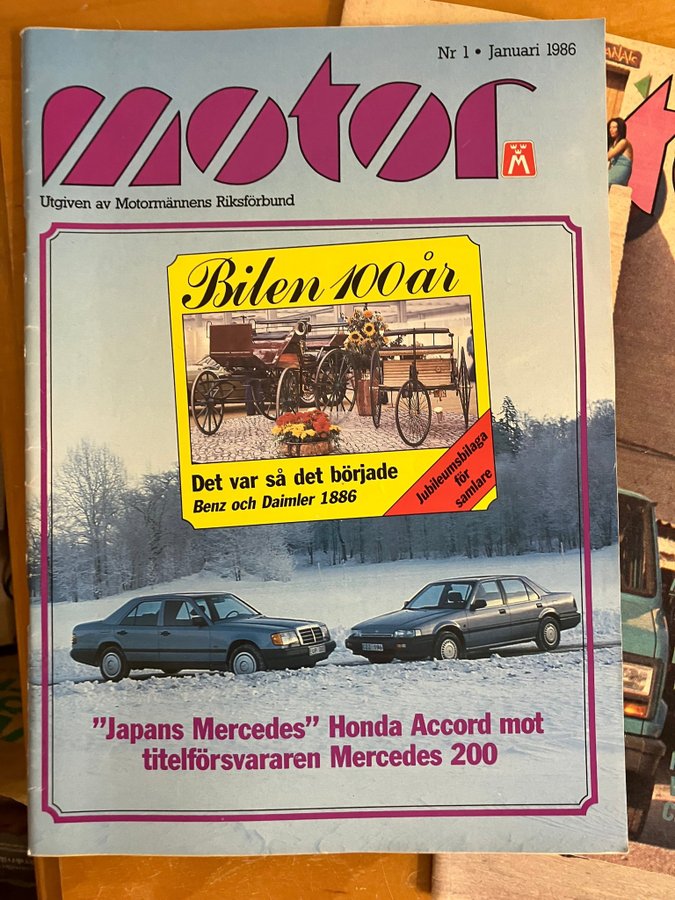 Nr 1 • Januari 1986
motor
M
Utgiven av Motormännens Riksförbund
Bilen 100 år
Det var så det började
Benz och Daimler 1886
Jubileumsbilaga
för
samlare
"Japans Mercedes" Honda Accord mot
titelförsvararen Mercedes 200